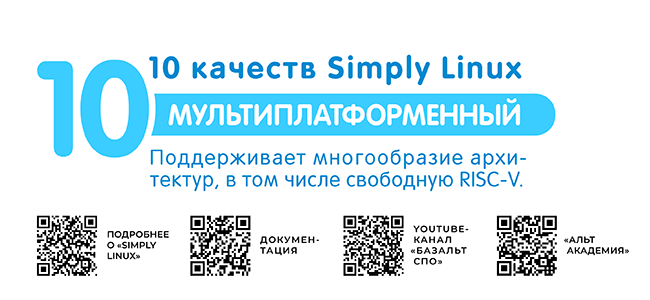 10
10 качеств Simply Linux
МУЛЬТИПЛАТФОРМЕННЫЙ
Поддерживает многообразие архи-
тектур, в том числе свободную RISC-V.
ПОДРОБНЕЕ
О «SIMPLY
LINUX»
ДОКУМЕН-
ТАЦИЯ
YOUTUBE-
КАНАЛ
«БАЗАЛЬТ
СПО»
«АЛЬТ
АКАДЕМИЯ»